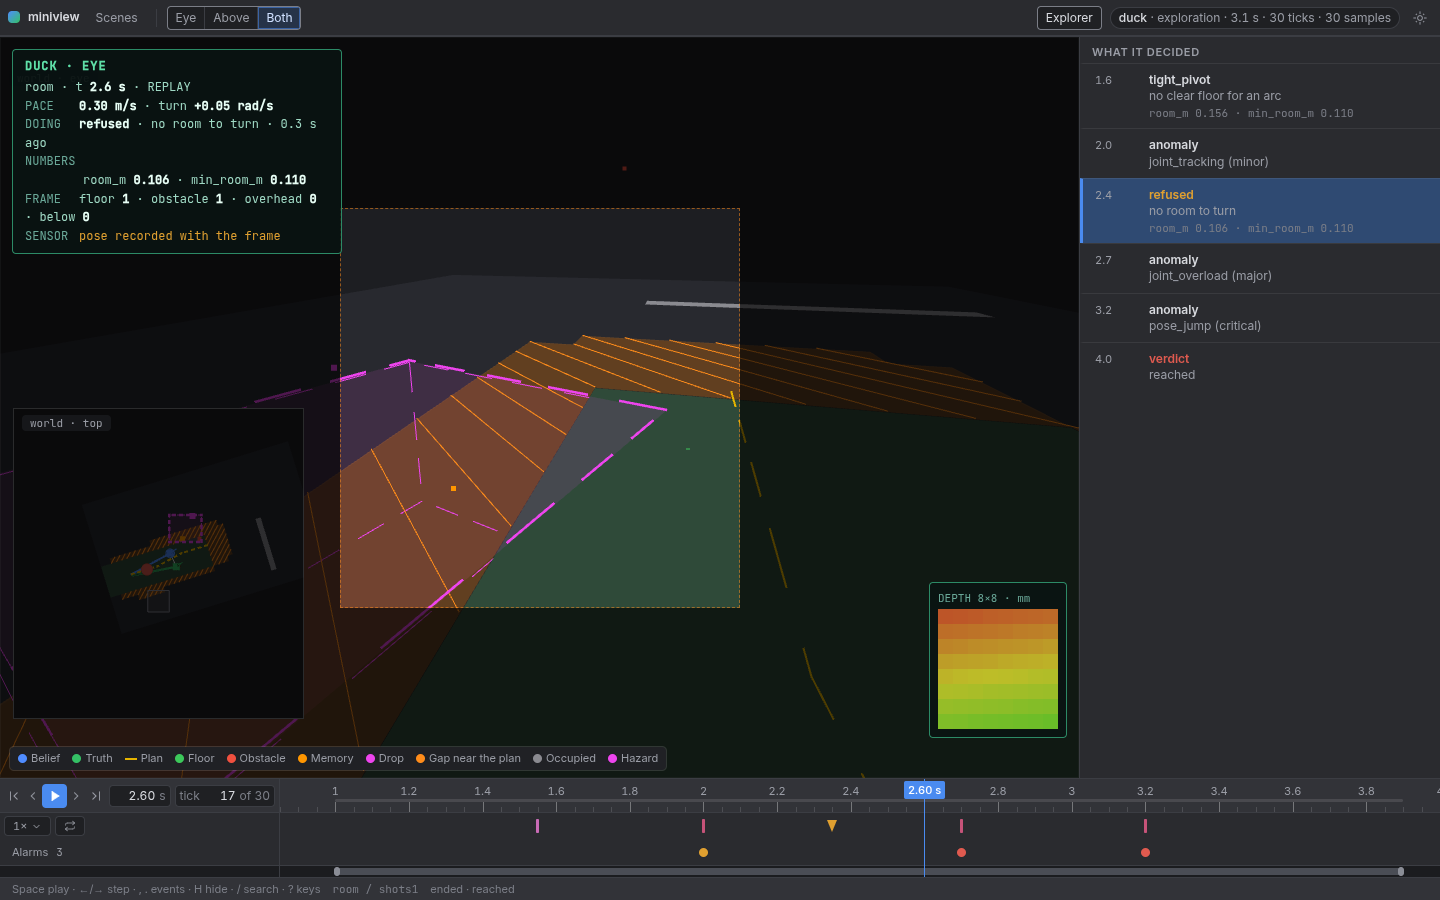 miniview Scenes Eye Above Both Explorer duck · exploration · 3.1 s · 30 ticks · 30 samples
DUCK · EYE
room · t 2.6 s · REPLAY
PACE 0.30 m/s · turn +0.05 rad/s
DOING refused · no room to turn · 0.3 s
ago
NUMBERS
room_m 0.106 · min_room_m 0.110
FRAME floor 1 · obstacle 1 · overhead 0
· below 0
SENSOR pose recorded with the frame
world · top
DEPTH 8×8 · mm
Belief Truth Plan Floor Obstacle Memory Drop Gap near the plan Occupied Hazard
WHAT IT DECIDED
1.6 tight_pivot
no clear floor for an arc
room_m 0.156 · min_room_m 0.110
2.0 anomaly
joint_tracking (minor)
2.4 refused
no room to turn
room_m 0.106 · min_room_m 0.110
2.7 anomaly
joint_overload (major)
3.2 anomaly
pose_jump (critical)
4.0 verdict
reached
2.60 s tick 17 of 30 1 1.2 1.4 1.6 1.8 2 2.2 2.4 2.60 s 2.8 3 3.2 3.4 3.6 3.8
1×
Alarms 3
Space play · ←/→ step · , . events · H hide · / search · ? keys room / shots1 ended · reached